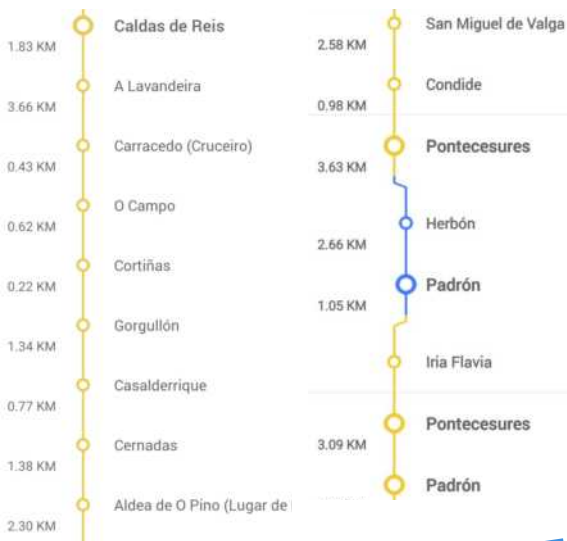 Caldas de Reis
1.83 KM
A Lavandeira
3.66 KM
Carracedo (Cruceiro)
0.43 KM
O Campo
0.62 KM
Cortiñas
0.22 KM
Gorgullón
1.34 KM
Casalderrique
0.77 KM
Cernadas
1.38 KM
Aldea de O Pino (Lugar de
2.30 KM
San Miguel de Valga
2.58 KM
Condide
0.98 KM
Pontecesures
3.63 KM
Herbón
2.66 KM
Padrón
1.05 KM
Iria Flavia
Pontecesures
3.09 KM
Padrón